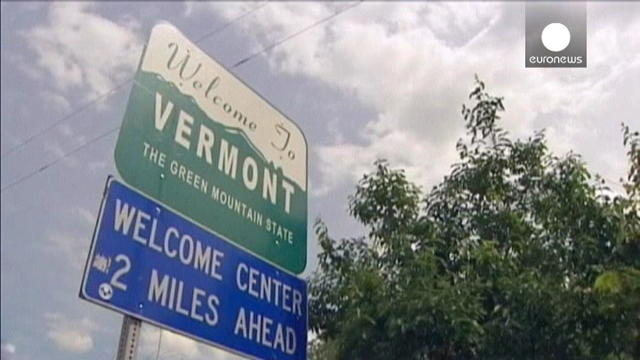 euronews
Welcome To
VERMONT
THE GREEN MOUNTAIN STATE
WELCOME CENTER
2 MILES AHEAD